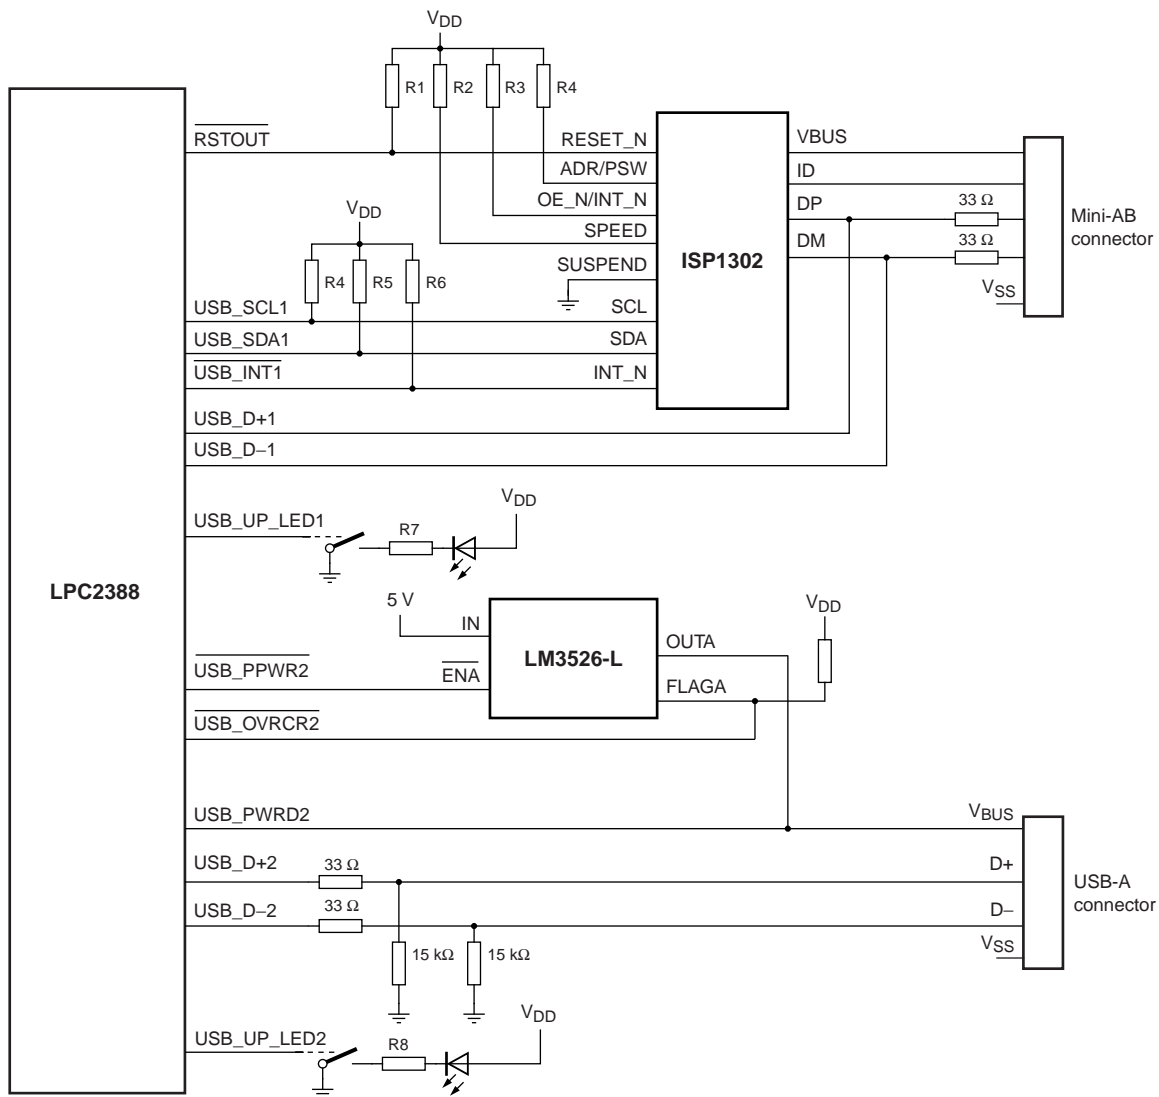 VDD
R1
R2
R3
R4
RSTOUT
RESET_N
ADR/PSW
OE_N/INT_N
SPEED
SUSPEND
SCL
SDA
INT_N
ISP1302
VBUS
ID
DP
DM
33 Ω
33 Ω
VSS
Mini-AB
connector
VDD
R4
R5
R6
USB_SCL1
USB_SDA1
USB_INT1
USB_D+1
USB_D−1
USB_UP_LED1
R7
VDD
LPC2388
5 V
IN
ENA
LM3526-L
OUTA
FLAGA
VDD
USB_PPWR2
USB_OVRCR2
USB_PWRD2
VBUS
USB_D+2
33 Ω
D+
USB_D−2
33 Ω
D−
VSS
USB-A
connector
15 kΩ
15 kΩ
USB_UP_LED2
R8
VDD